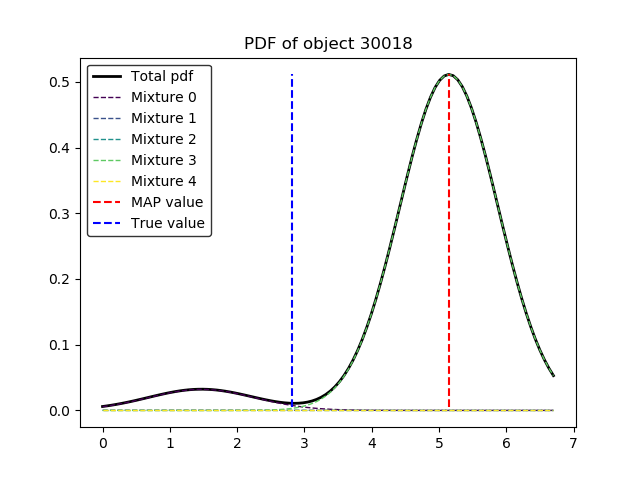 PDF of object 30018
Total pdf
Mixture 0
Mixture 1
Mixture 2
Mixture 3
Mixture 4
MAP value
True value
0.5
0.4
0.3
0.2
0.1
0.0
0 1 2 3 4 5 6 7